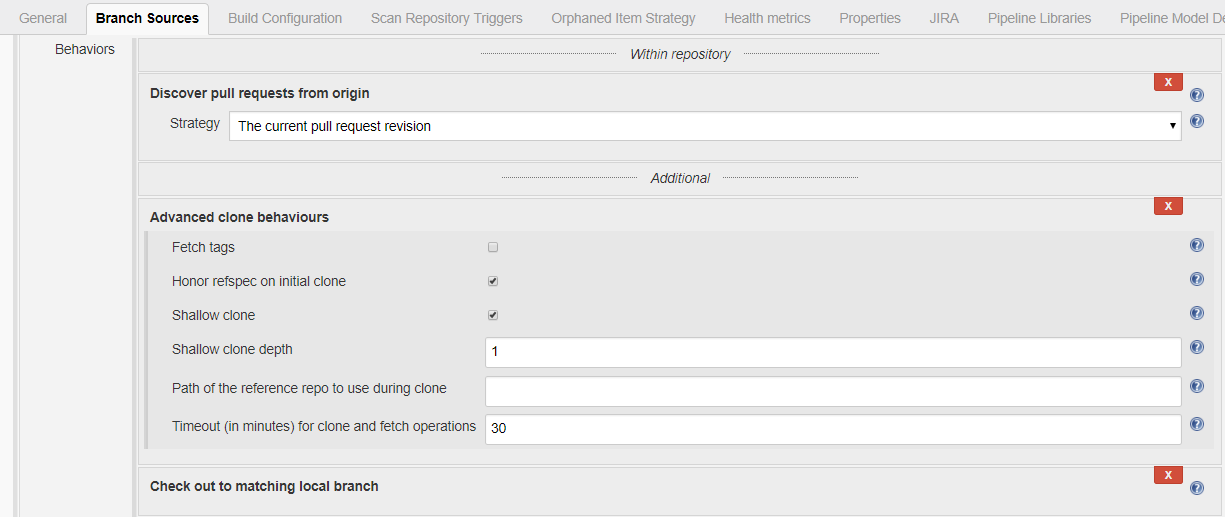 General Branch Sources Build Configuration Scan Repository Triggers Orphaned Item Strategy Health metrics Properties JIRA Pipeline Libraries Pipeline Model De
Behaviors
Within repository
X
Discover pull requests from origin
Strategy The current pull request revision
Additional
X
Advanced clone behaviours
Fetch tags
Honor refspec on initial clone
Shallow clone
Shallow clone depth 1
Path of the reference repo to use during clone
Timeout (in minutes) for clone and fetch operations 30
X
Check out to matching local branch